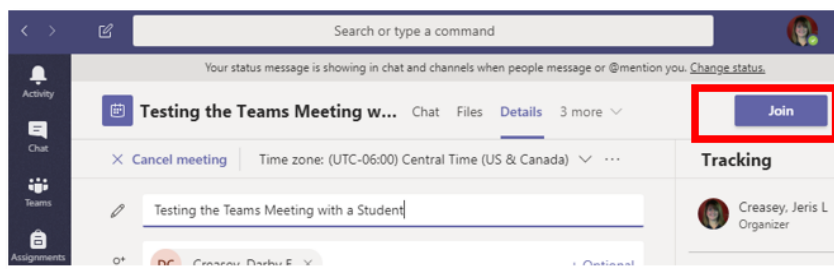 Search or type a command
Your status message is showing in chat and channels when people message or @mention you. Change status.
Activity
Testing the Teams Meeting w... Chat Files Details 3 more
Join
Chat
Cancel meeting Time zone: (UTC-06:00) Central Time (US & Canada) ...
Tracking
Teams
Testing the Teams Meeting with a Student
Creasey, Jeris L
Organizer
Assignments
DC Creasey, Darby F + Optional